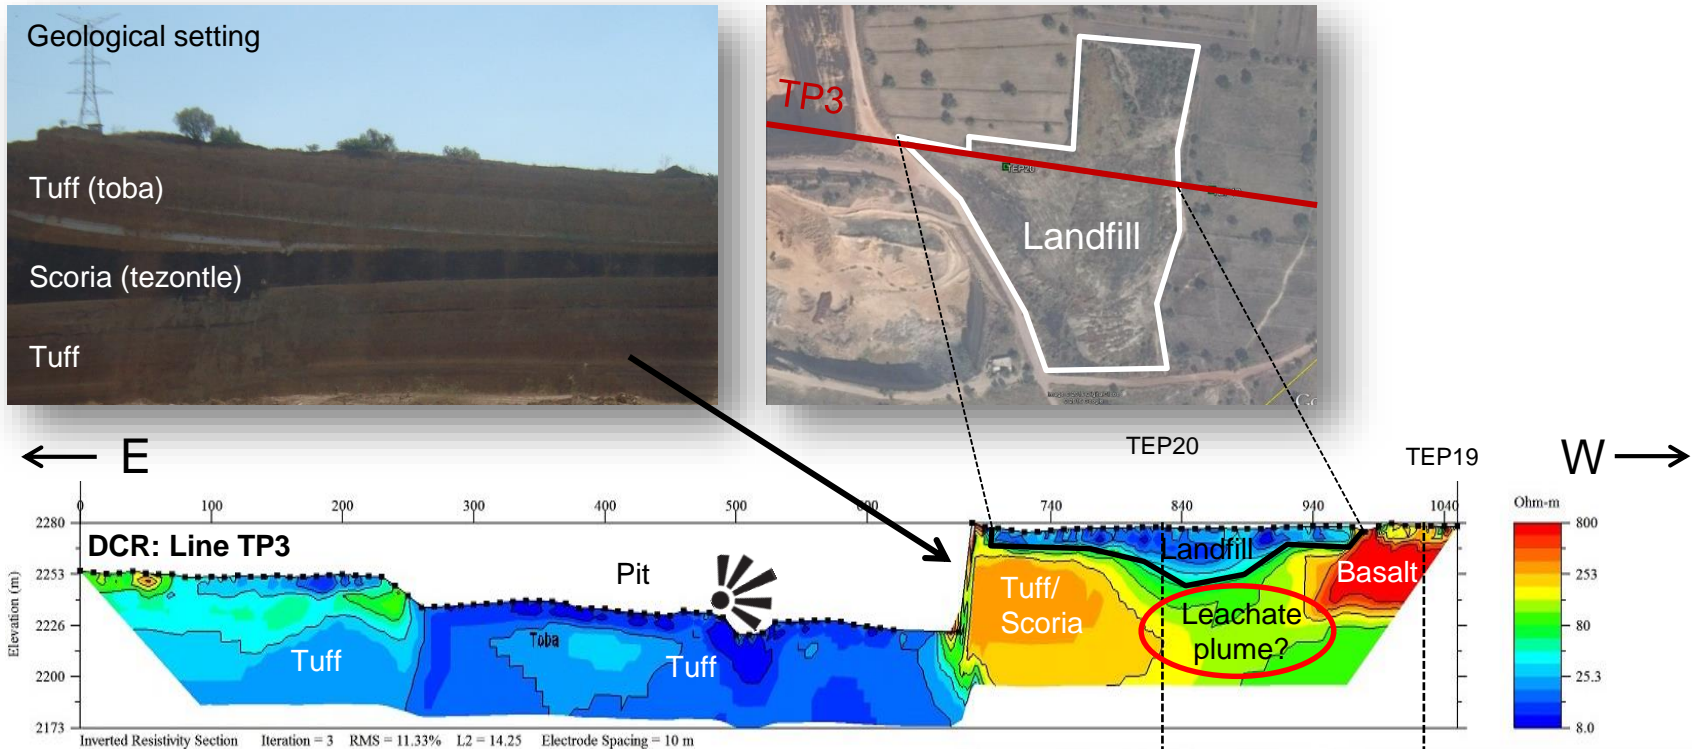 Geological setting
Tuff (toba)
Scoria (tezontle)
Tuff
TP3
TEP20
Landfill
E
TEP20
TEP19
W
0 100 200 300 400 500 740 840 940 1040
Ohm-m
2280
2253
2226
2200
2173
Elevation (m)
DCR: Line TP3
Pit
Tuff
Toba
Tuff
Tuff/
Scoria
Landfill
Basalt
Leachate
plume?
800
253
80
25.3
8.0
Inverted Resistivity Section Iteration = 3 RMS = 11.33% L2 = 14.25 Electrode Spacing = 10 m